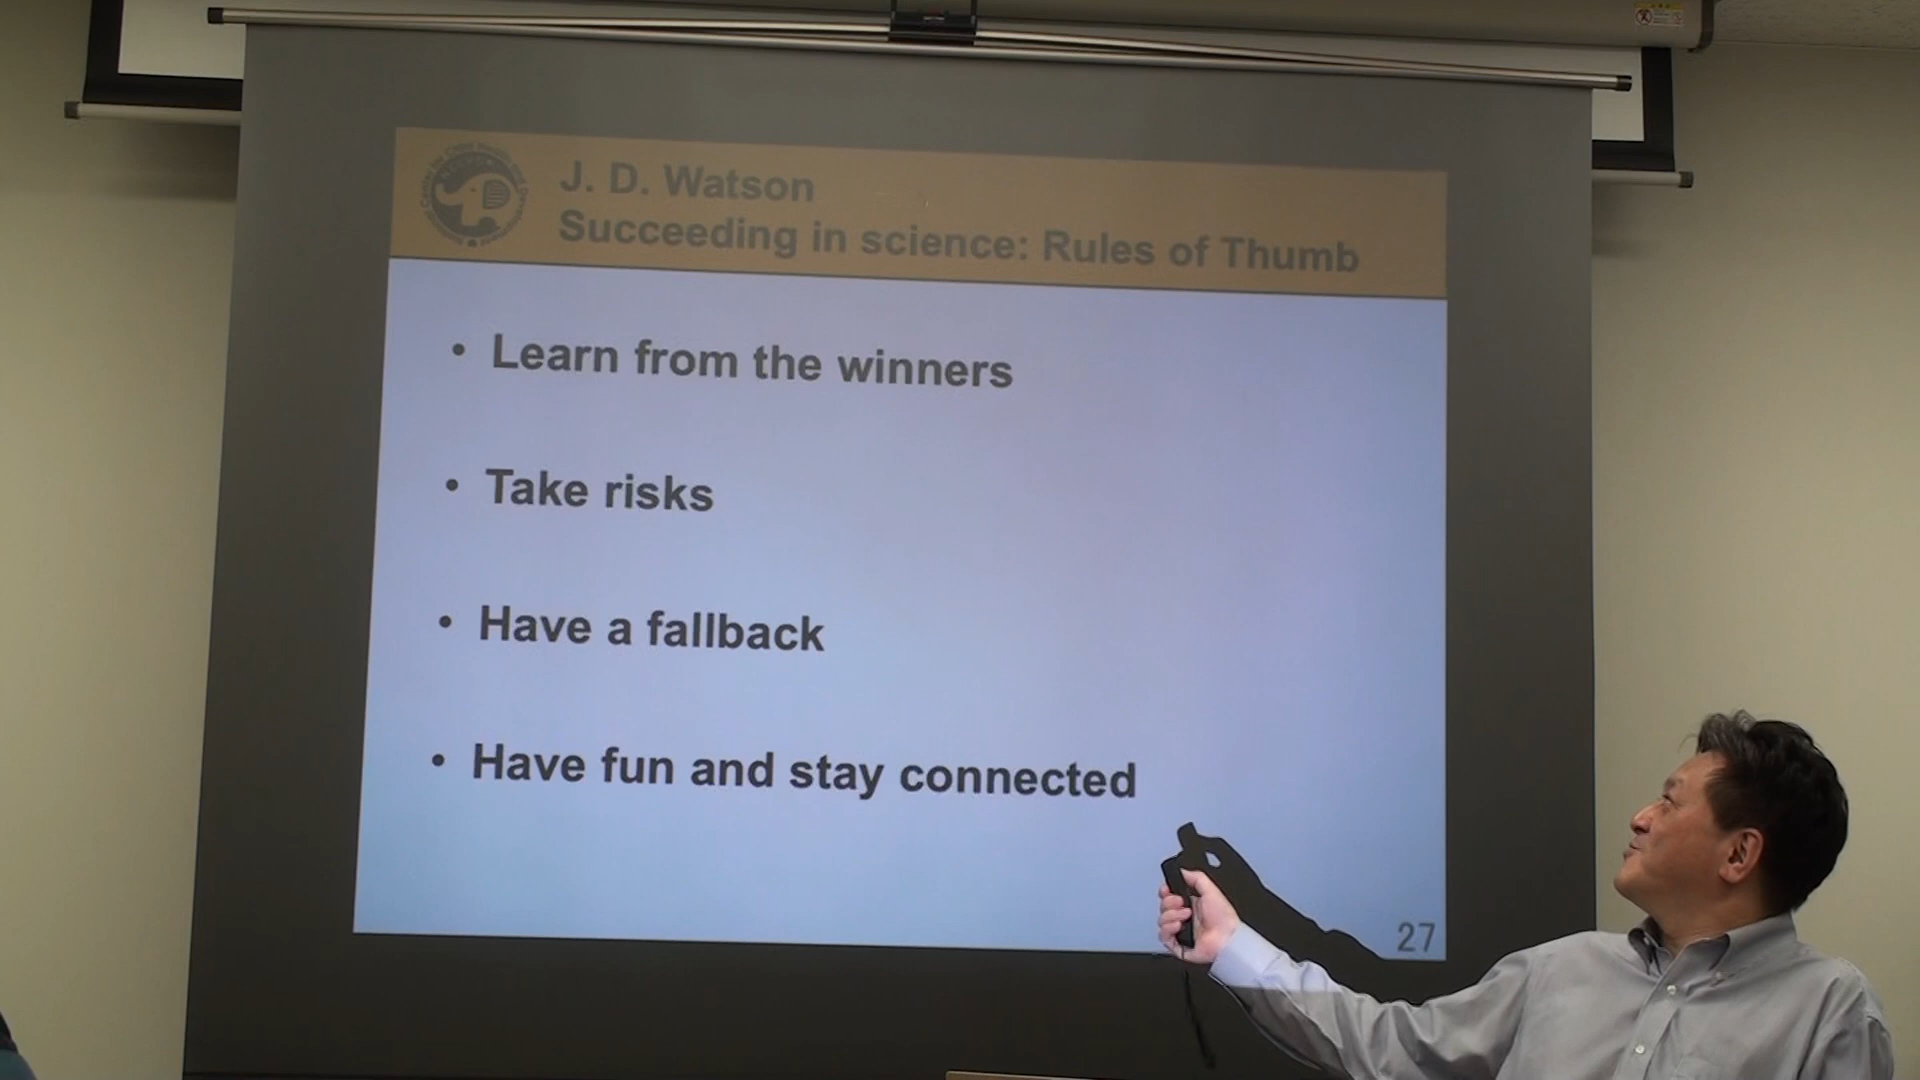 J. D. Watson
Succeeding in science: Rules of Thumb
• Learn from the winners
• Take risks
• Have a fallback
• Have fun and stay connected
27